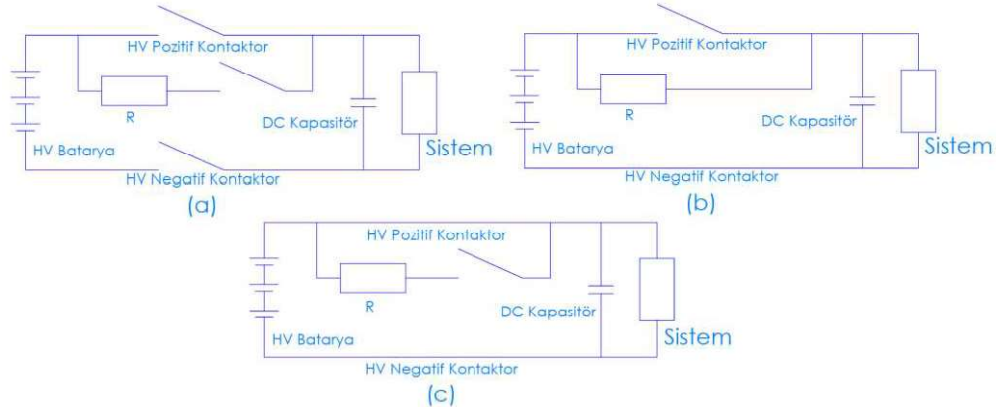 HV Pozitif Kontaktor
R
DC Kapasitör
HV Batarya
Sistem
HV Negatif Kontaktor
(a)
HV Pozitif Kontaktor
R
DC Kapasitör
HV Batarya
Sistem
HV Negatif Kontaktor
(b)
HV Pozitif Kontaktor
R
DC Kapasitör
HV Batarya
Sistem
HV Negatif Kontaktor
(c)